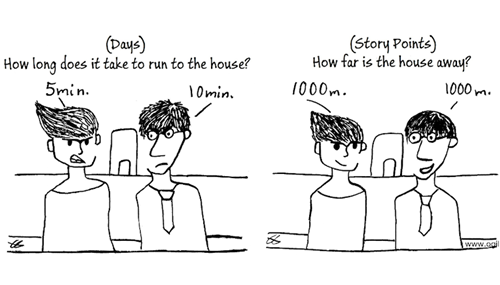 (Days)
How long does it take to run to the house?
5min.
10min.
(Story Points)
How far is the house away?
1000m.
1000m.